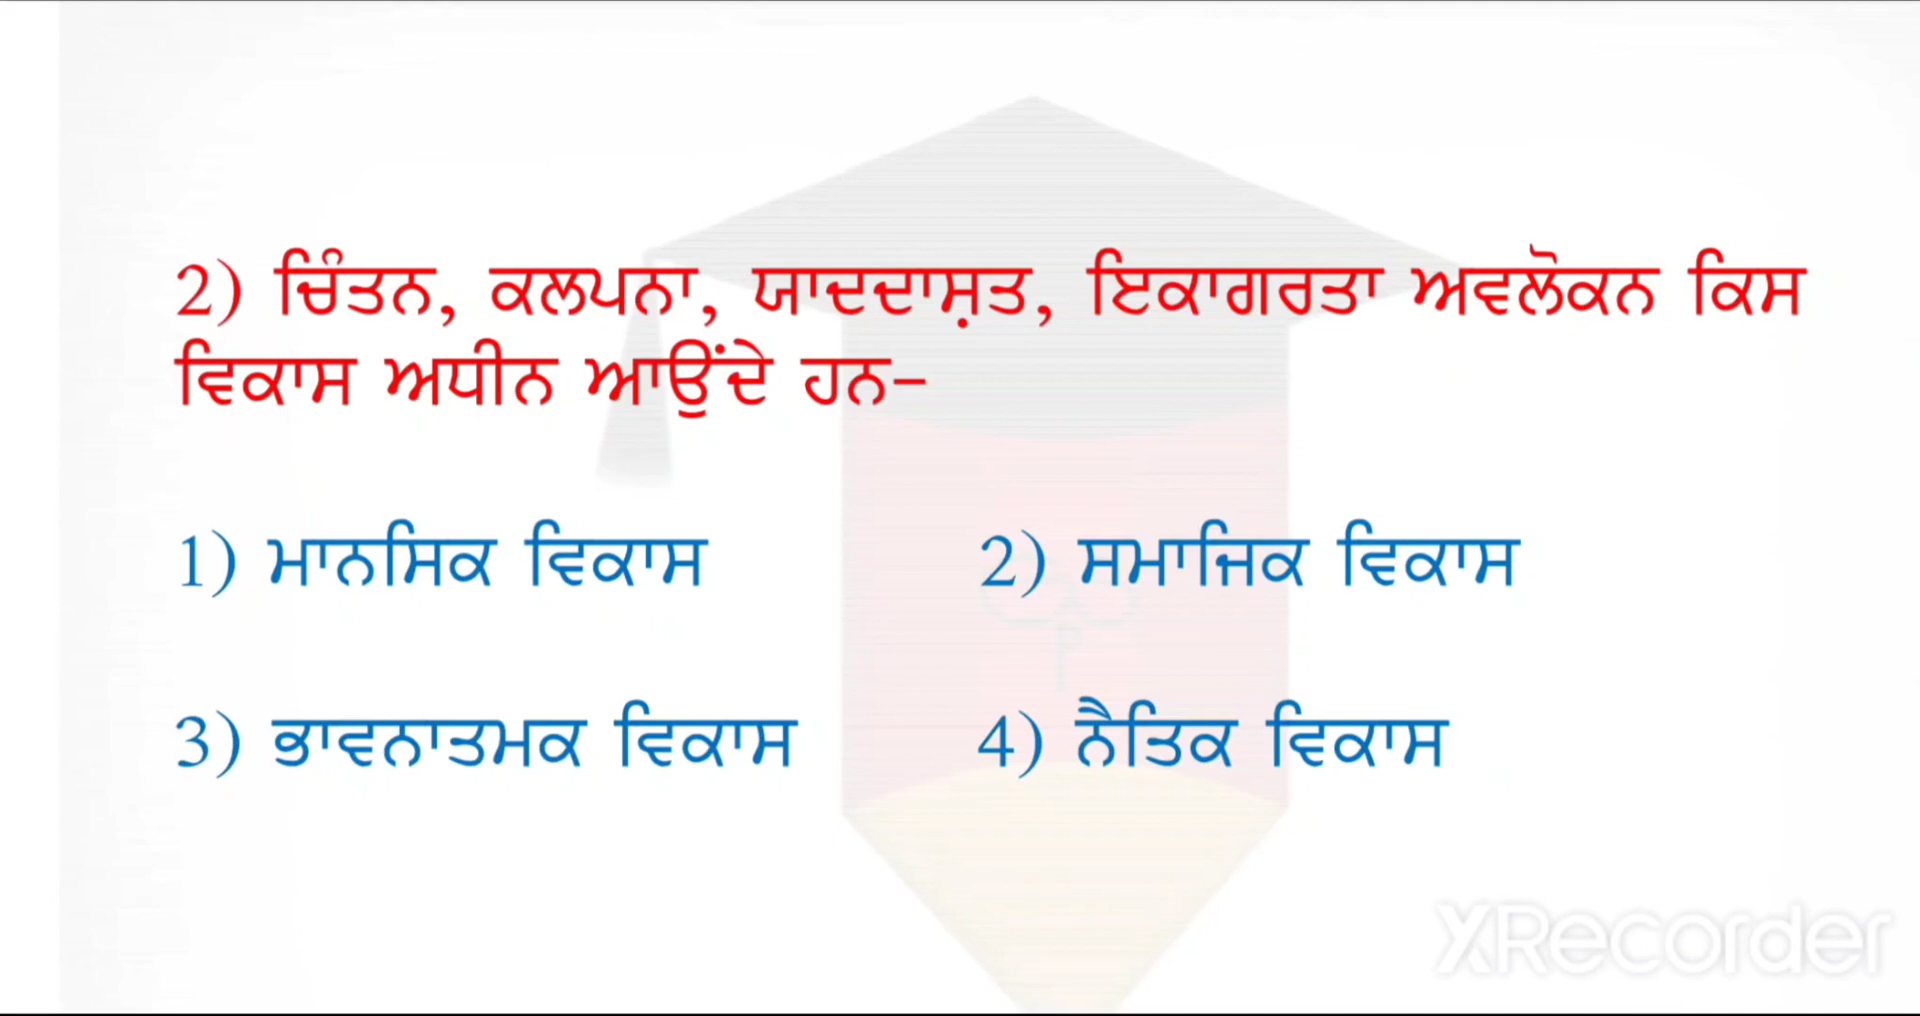 2) ਚਿੰਤਨ, ਕਲਪਨਾ, ਯਾਦਦਾਸ਼ਤ, ਇਕਾਗਰਤਾ ਅਵਲੋਕਨ ਕਿਸ
ਵਿਕਾਸ ਅਧੀਨ ਆਉਂਦੇ ਹਨ-
1) ਮਾਨਸਿਕ ਵਿਕਾਸ 2) ਸਮਾਜਿਕ ਵਿਕਾਸ
3) ਭਾਵਨਾਤਮਕ ਵਿਕਾਸ 4) ਨੈਤਿਕ ਵਿਕਾਸ
XRecorder